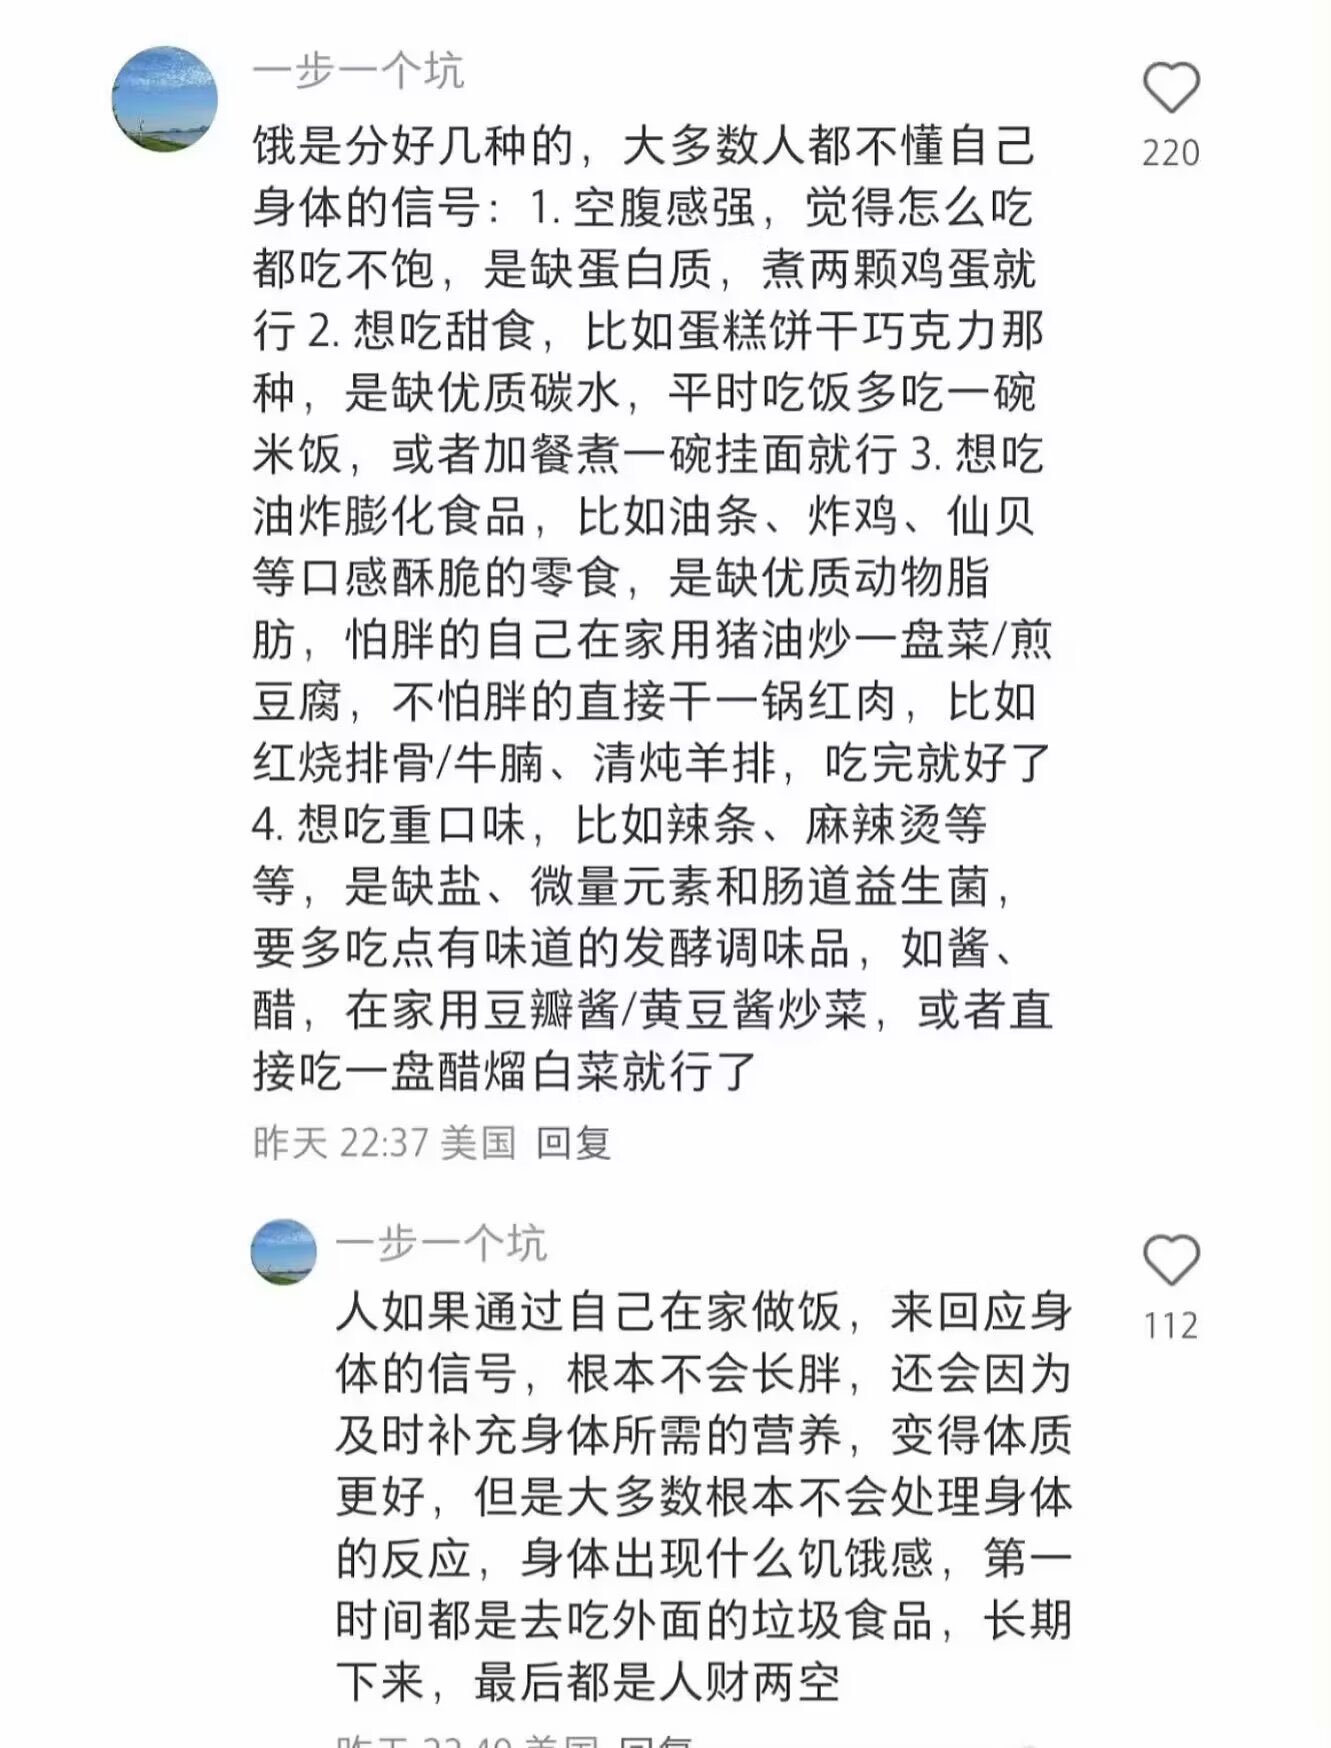 一步一个坑
饿是分好几种的，大多数人都不懂自己
身体的信号：1. 空腹感强，觉得怎么吃
都吃不饱，是缺蛋白质，煮两颗鸡蛋就
行 2. 想吃甜食，比如蛋糕饼干巧克力那
种，是缺优质碳水，平时吃饭多吃一碗
米饭，或者加餐煮一碗挂面就行 3. 想吃
油炸膨化食品，比如油条、炸鸡、仙贝
等口感酥脆的零食，是缺优质动物脂
肪，怕胖的自己在家用猪油炒一盘菜/煎
豆腐，不怕胖的直接干一锅红肉，比如
红烧排骨/牛腩、清炖羊排，吃完就好了
4. 想吃重口味，比如辣条、麻辣烫等
等，是缺盐、微量元素和肠道益生菌，
要多吃点有味道的发酵调味品，如酱、
醋，在家用豆瓣酱/黄豆酱炒菜，或者直
接吃一盘醋熘白菜就行了
昨天 22:37 美国 回复
220
一步一个坑
人如果通过自己在家做饭，来回应身
体的信号，根本不会长胖，还会因为
及时补充身体所需的营养，变得体质
更好，但是大多数根本不会处理身体
的反应，身体出现什么饥饿感，第一
时间都是去吃外面的垃圾食品，长期
下来，最后都是人财两空
112
昨天 22:40 美国 回复